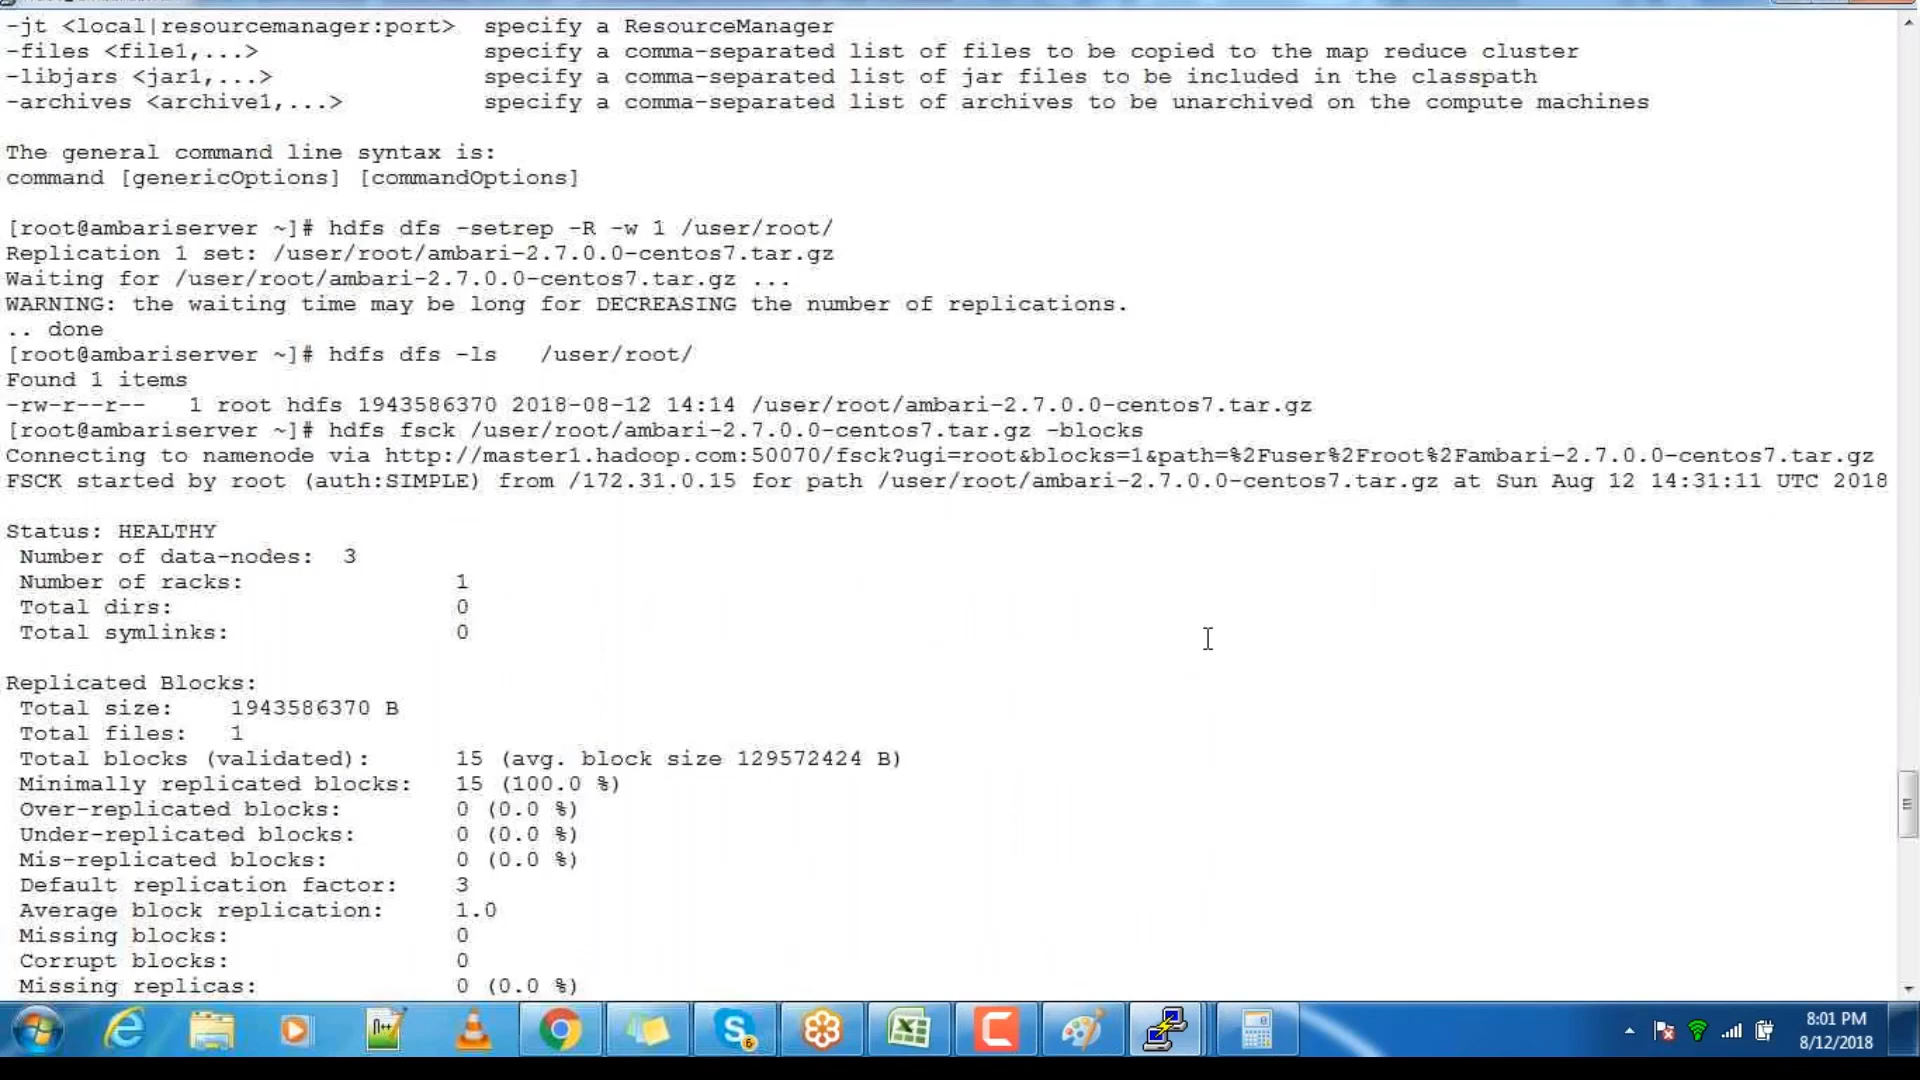 -jt <local|resourcemanager:port>  specify a ResourceManager
-files <file1,...>                specify a comma-separated list of files to be copied to the map reduce cluster
-libjars <jar1,...>               specify a comma-separated list of jar files to be included in the classpath
-archives <archive1,...>          specify a comma-separated list of archives to be unarchived on the compute machines
The general command line syntax is:
command [genericOptions] [commandOptions]
[root@ambariserver ~]# hdfs dfs -setrep -R -w 1 /user/root/
Replication 1 set: /user/root/ambari-2.7.0.0-centos7.tar.gz
Waiting for /user/root/ambari-2.7.0.0-centos7.tar.gz ...
WARNING: the waiting time may be long for DECREASING the number of replications.
.. done
[root@ambariserver ~]# hdfs dfs -ls   /user/root/
Found 1 items
-rw-r--r--   1 root hdfs 1943586370 2018-08-12 14:14 /user/root/ambari-2.7.0.0-centos7.tar.gz
[root@ambariserver ~]# hdfs fsck /user/root/ambari-2.7.0.0-centos7.tar.gz -blocks
Connecting to namenode via http://master1.hadoop.com:50070/fsck?ugi=root&blocks=1&path=%2Fuser%2Froot%2Fambari-2.7.0.0-centos7.tar.gz
FSCK started by root (auth:SIMPLE) from /172.31.0.15 for path /user/root/ambari-2.7.0.0-centos7.tar.gz at Sun Aug 12 14:31:11 UTC 2018
Status: HEALTHY
 Number of data-nodes:  3
 Number of racks:               1
 Total dirs:                    0
 Total symlinks:                0
Replicated Blocks:
 Total size:    1943586370 B
 Total files:   1
 Total blocks (validated):      15 (avg. block size 129572424 B)
 Minimally replicated blocks:   15 (100.0 %)
 Over-replicated blocks:        0 (0.0 %)
 Under-replicated blocks:       0 (0.0 %)
 Mis-replicated blocks:         0 (0.0 %)
 Default replication factor:    3
 Average block replication:     1.0
 Missing blocks:                0
 Corrupt blocks:                0
 Missing replicas:              0 (0.0 %)
8:01 PM
8/12/2018